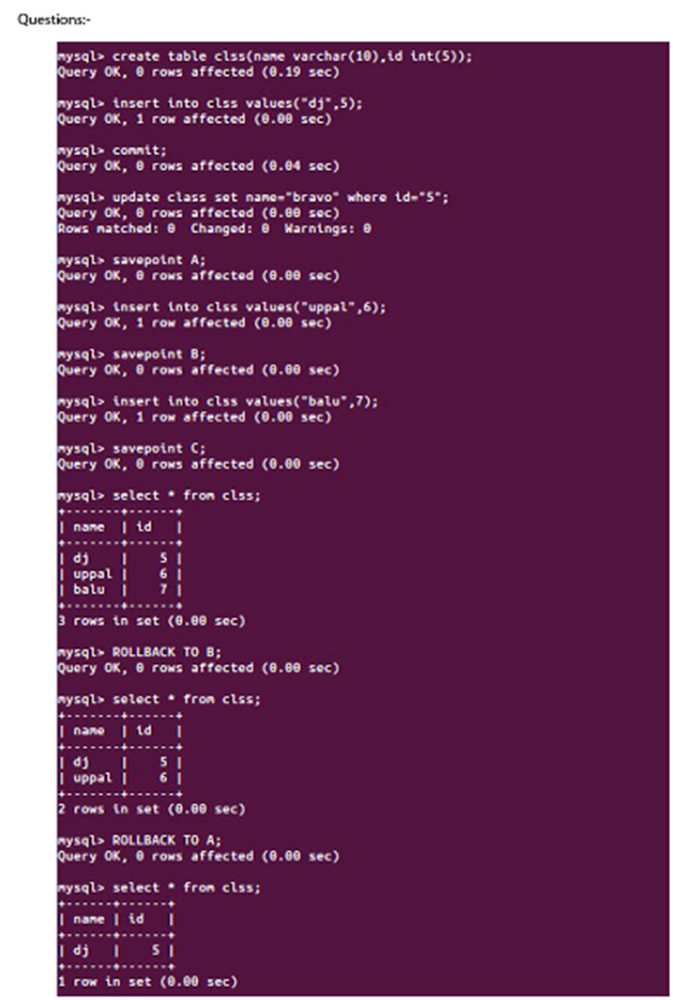 Questions:-
mysql> create table clss(name varchar(10),id int(5));
Query OK, 0 rows affected (0.19 sec)
mysql> insert into clss values("dj",5);
Query OK, 1 row affected (0.00 sec)
mysql> commit;
Query OK, 0 rows affected (0.04 sec)
mysql> update class set name="bravo" where id="5";
Query OK, 0 rows affected (0.00 sec)
Rows matched: 0  Changed: 0  Warnings: 0
mysql> savepoint A;
Query OK, 0 rows affected (0.00 sec)
mysql> insert into clss values("uppal",6);
Query OK, 1 row affected (0.00 sec)
mysql> savepoint B;
Query OK, 0 rows affected (0.00 sec)
mysql> insert into clss values("balu",7);
Query OK, 1 row affected (0.00 sec)
mysql> savepoint C;
Query OK, 0 rows affected (0.00 sec)
mysql> select * from clss;
+-------+------+
| name  | id   |
+-------+------+
| dj    |    5 |
| uppal |    6 |
| balu  |    7 |
+-------+------+
3 rows in set (0.00 sec)
mysql> ROLLBACK TO B;
Query OK, 0 rows affected (0.00 sec)
mysql> select * from clss;
+-------+------+
| name  | id   |
+-------+------+
| dj    |    5 |
| uppal |    6 |
+-------+------+
2 rows in set (0.00 sec)
mysql> ROLLBACK TO A;
Query OK, 0 rows affected (0.00 sec)
mysql> select * from clss;
+------+------+
| name | id   |
+------+------+
| dj   |    5 |
+------+------+
1 row in set (0.00 sec)